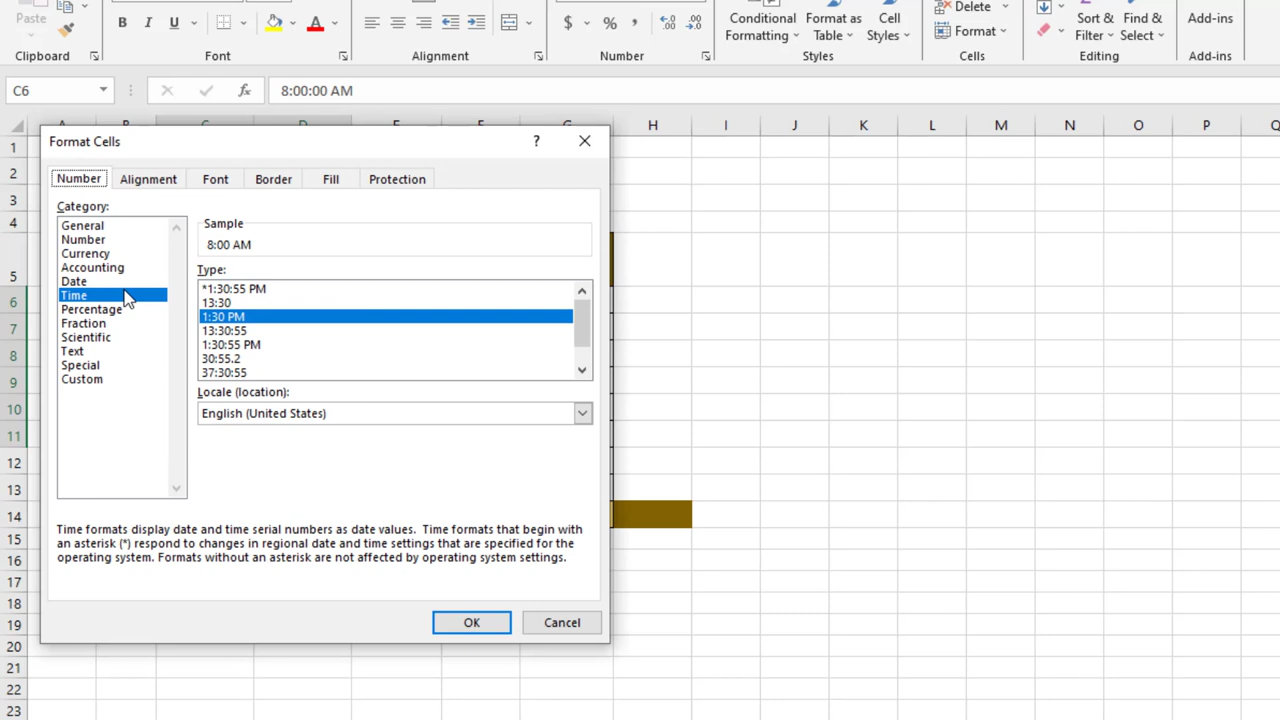 Paste
B I U A $ % ,
Conditional Formatting
Format as Table
Cell Styles
Delete
Format
Sort & Filter
Find & Select
Add-ins
Clipboard Font Alignment Number Styles Cells Editing Add-ins
C6 fx 8:00:00 AM
H I J K L M N O P
1
2
3
4
5
6
7
8
9
10
11
12
13
14
15
16
17
18
19
20
21
22
23
Format Cells ?
Number Alignment Font Border Fill Protection
Category:
General
Number
Currency
Accounting
Date
Time
Percentage
Fraction
Scientific
Text
Special
Custom
Sample
8:00 AM
Type:
*1:30:55 PM
13:30
1:30 PM
13:30:55
1:30:55 PM
30:55.2
37:30:55
Locale (location):
English (United States)
Time formats display date and time serial numbers as date values.  Time formats that begin with
an asterisk (*) respond to changes in regional date and time settings that are specified for the
operating system. Formats without an asterisk are not affected by operating system settings.
OK Cancel